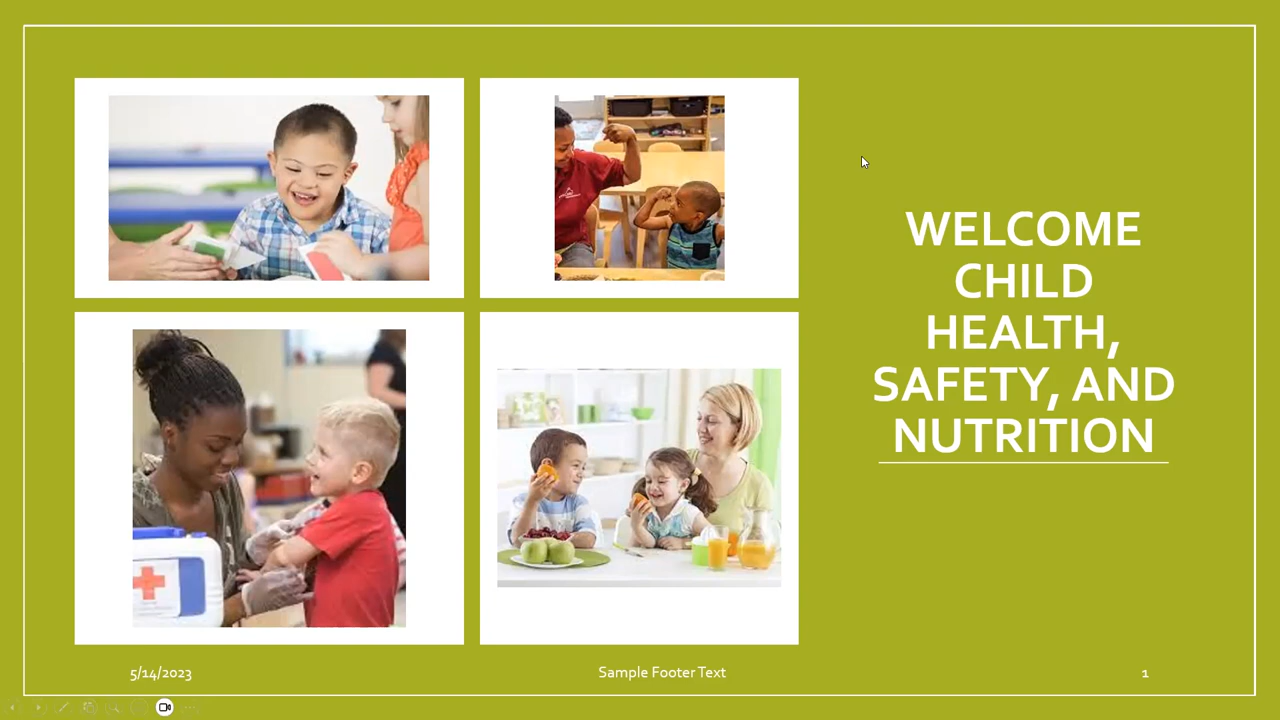 WELCOME
CHILD
HEALTH,
SAFETY, AND
NUTRITION
5/14/2023
Sample Footer Text
1